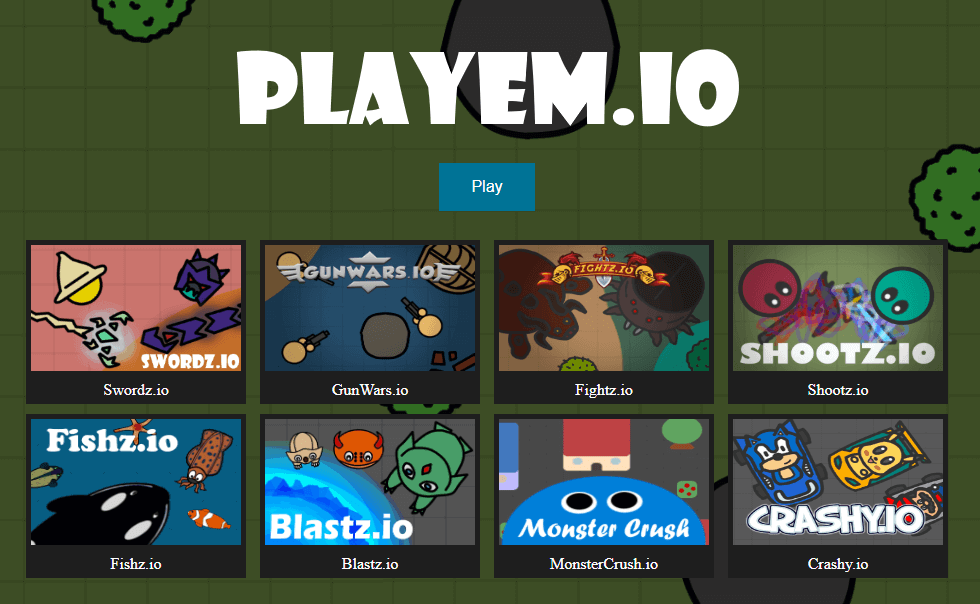 PLAYEM.IO
Play
SWORDZ.IO
GUNWARS.IO
FIGHTZ.IO
SHOOTZ.IO
Swordz.io
GunWars.io
Fightz.io
Shootz.io
Fishz.io
Blastz.io
Monster Crush
CRASHY.IO
Fishz.io
Blastz.io
MonsterCrush.io
Crashy.io